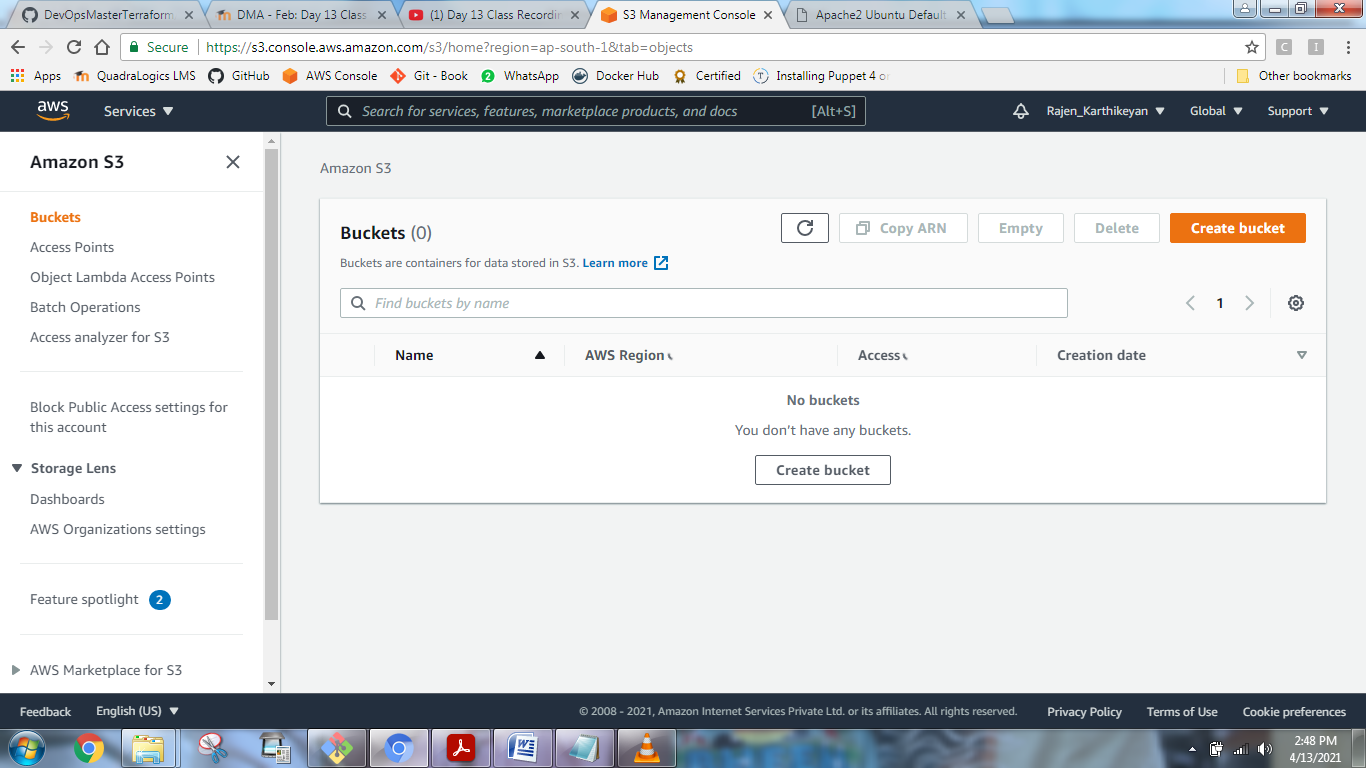 DevOpsMasterTerraform
DMA - Feb: Day 13 Class
(1) Day 13 Class Recordin
S3 Management Console
Apache2 Ubuntu Default
Secure
https://s3.console.aws.amazon.com/s3/home?region=ap-south-1&tab=objects
C
I
Apps
QuadraLogics LMS
GitHub
AWS Console
Git - Book
2
WhatsApp
Docker Hub
Certified
Installing Puppet 4 o
Other bookmarks
aws
Services
Search for services, features, marketplace products, and docs
[Alt+S]
Rajen_Karthikeyan
Global
Support
Amazon S3
Buckets
Access Points
Object Lambda Access Points
Batch Operations
Access analyzer for S3
Block Public Access settings for
this account
Storage Lens
Dashboards
AWS Organizations settings
Feature spotlight
2
AWS Marketplace for S3
Amazon S3
Buckets (0)
Copy ARN
Empty
Delete
Create bucket
Buckets are containers for data stored in S3. Learn more
Find buckets by name
1
Name
AWS Region
Access
Creation date
No buckets
You don't have any buckets.
Create bucket
Feedback
English (US)
© 2008 - 2021, Amazon Internet Services Private Ltd. or its affiliates. All rights reserved.
Privacy Policy
Terms of Use
Cookie preferences
2:48 PM
4/13/2021